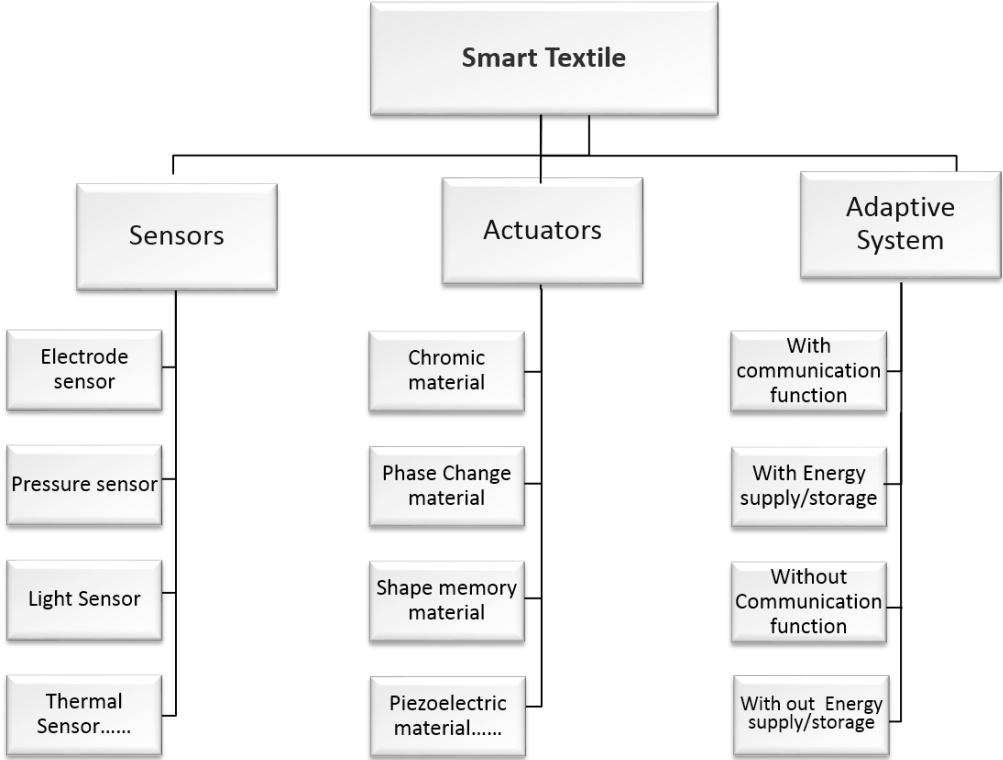 Smart Textile
Sensors
Actuators
Adaptive
System
Electrode
sensor
Pressure sensor
Light Sensor
Thermal
Sensor......
Chromic
material
Phase Change
material
Shape memory
material
Piezoelectric
material......
With
communication
function
With Energy
supply/storage
Without
Communication
function
With out  Energy
supply/storage